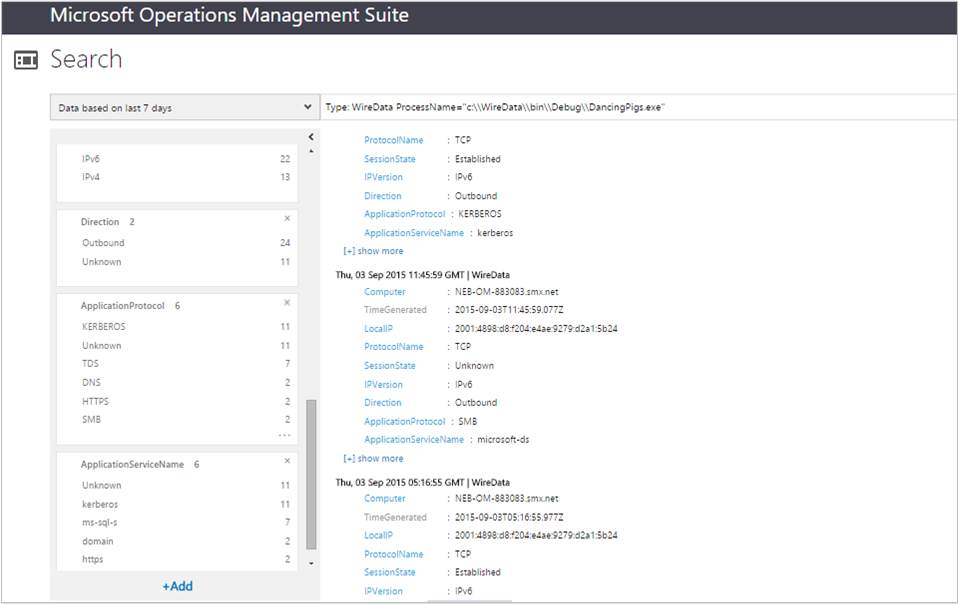 Microsoft Operations Management Suite
Search
Data based on last 7 days
Type: WireData ProcessName="c:\\WireData\\bin\\Debug\\DancingPigs.exe"
IPv6 22
IPv4 13
Direction 2
Outbound 24
Unknown 11
ApplicationProtocol 6
KERBEROS 11
Unknown 11
TDS 7
DNS 2
HTTPS 2
SMB 2
...
ApplicationServiceName 6
Unknown 11
kerberos 11
ms-sql-s 7
domain 2
https 2
+Add
ProtocolName : TCP
SessionState : Established
IPVersion : IPv6
Direction : Outbound
ApplicationProtocol : KERBEROS
ApplicationServiceName : kerberos
[+] show more
Thu, 03 Sep 2015 11:45:59 GMT | WireData
Computer : NEB-OM-883083.smx.net
TimeGenerated : 2015-09-03T11:45:59.077Z
LocalIP : 2001:4898:d8:f204:e4ae:9279:d2a1:5b24
ProtocolName : TCP
SessionState : Unknown
IPVersion : IPv6
Direction : Outbound
ApplicationProtocol : SMB
ApplicationServiceName : microsoft-ds
[+] show more
Thu, 03 Sep 2015 05:16:55 GMT | WireData
Computer : NEB-OM-883083.smx.net
TimeGenerated : 2015-09-03T05:16:55.977Z
LocalIP : 2001:4898:d8:f204:e4ae:9279:d2a1:5b24
ProtocolName : TCP
SessionState : Established
IPVersion : IPv6